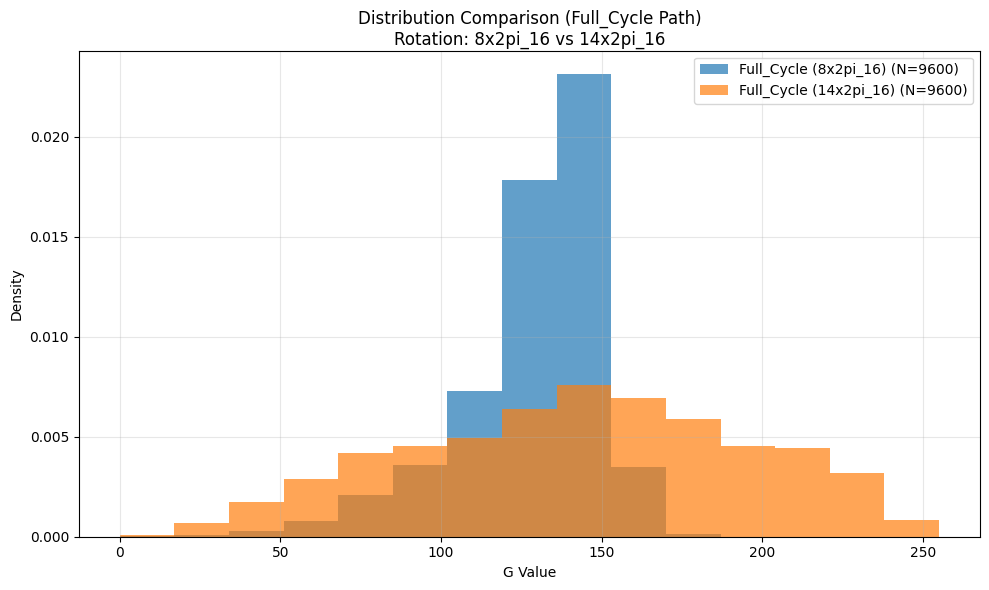 Distribution Comparison (Full_Cycle Path)
Rotation: 8x2pi_16 vs 14x2pi_16
Full_Cycle (8x2pi_16) (N=9600)
Full_Cycle (14x2pi_16) (N=9600)
0.020
0.015
0.010
0.005
0.000
Density
0 50 100 150 200 250
G Value